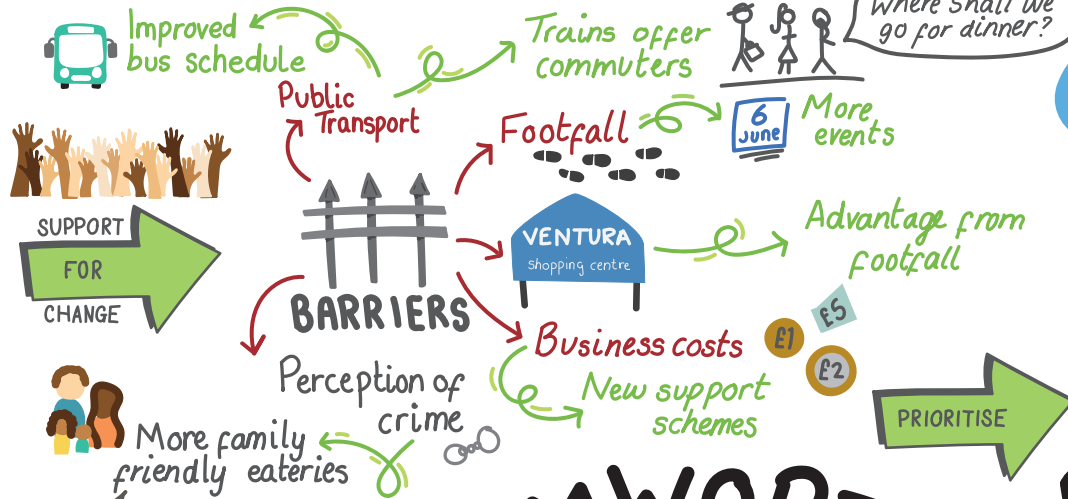 Improved
bus schedule
Trains offer
commuters
Where shall we
go for dinner?
Public
Transport
Footfall
6
June
More
events
SUPPORT
FOR
CHANGE
VENTURA
shopping centre
Advantage from
footfall
BARRIERS
£5
£1
£2
Business costs
Perception of
crime
New support
schemes
PRIORITISE
More family
friendly eateries